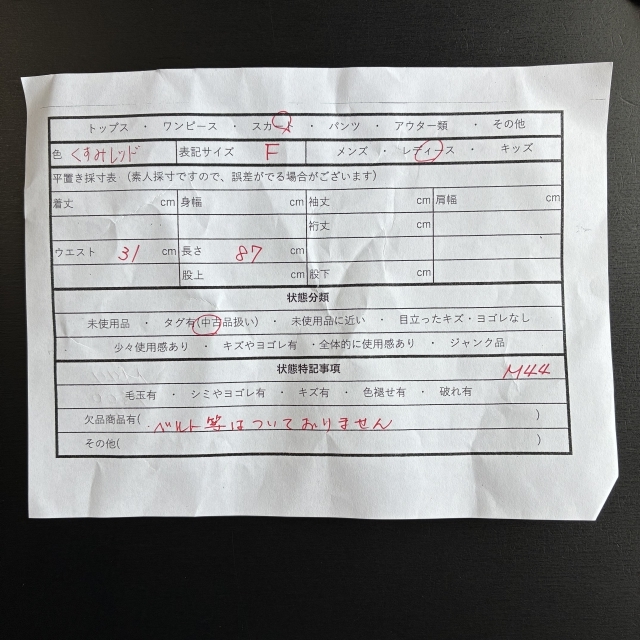 トップス ・ ワンピース ・ スカート ・ パンツ ・ アウター類 ・ その他
色 くすみレッド 表記サイズ F メンズ ・ レディース ・ キッズ
平置き採寸表 (素人採寸ですので、誤差がでる場合がございます)
着丈 cm 身幅 cm 袖丈 cm 肩幅 cm
裄丈 cm
ウエスト 31 cm 長さ 87 cm
股上 cm 股下 cm
状態分類
未使用品 ・ タグ有(中古品扱い) ・ 未使用品に近い ・ 目立ったキズ・ヨゴレなし
少々使用感あり ・ キズやヨゴレ有 ・全体的に使用感あり ・ ジャンク品
状態特記事項 M44
毛玉有 ・ シミやヨゴレ有 ・ キズ有 ・ 色褪せ有 ・ 破れ有
欠品商品有( ベルト等はついておりません )
その他( )